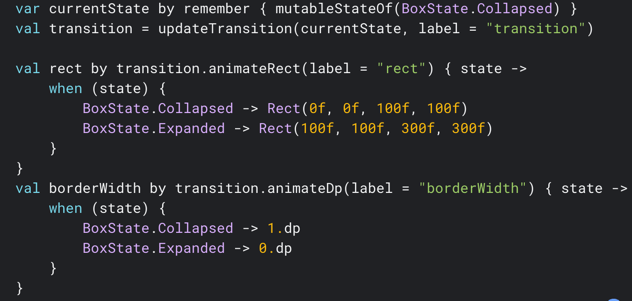 var currentState by remember { mutableStateOf(BoxState.Collapsed) }
val transition = updateTransition(currentState, label = "transition")

val rect by transition.animateRect(label = "rect") { state ->
    when (state) {
        BoxState.Collapsed -> Rect(0f, 0f, 100f, 100f)
        BoxState.Expanded -> Rect(100f, 100f, 300f, 300f)
    }
}
val borderWidth by transition.animateDp(label = "borderWidth") { state ->
    when (state) {
        BoxState.Collapsed -> 1.dp
        BoxState.Expanded -> 0.dp
    }
}